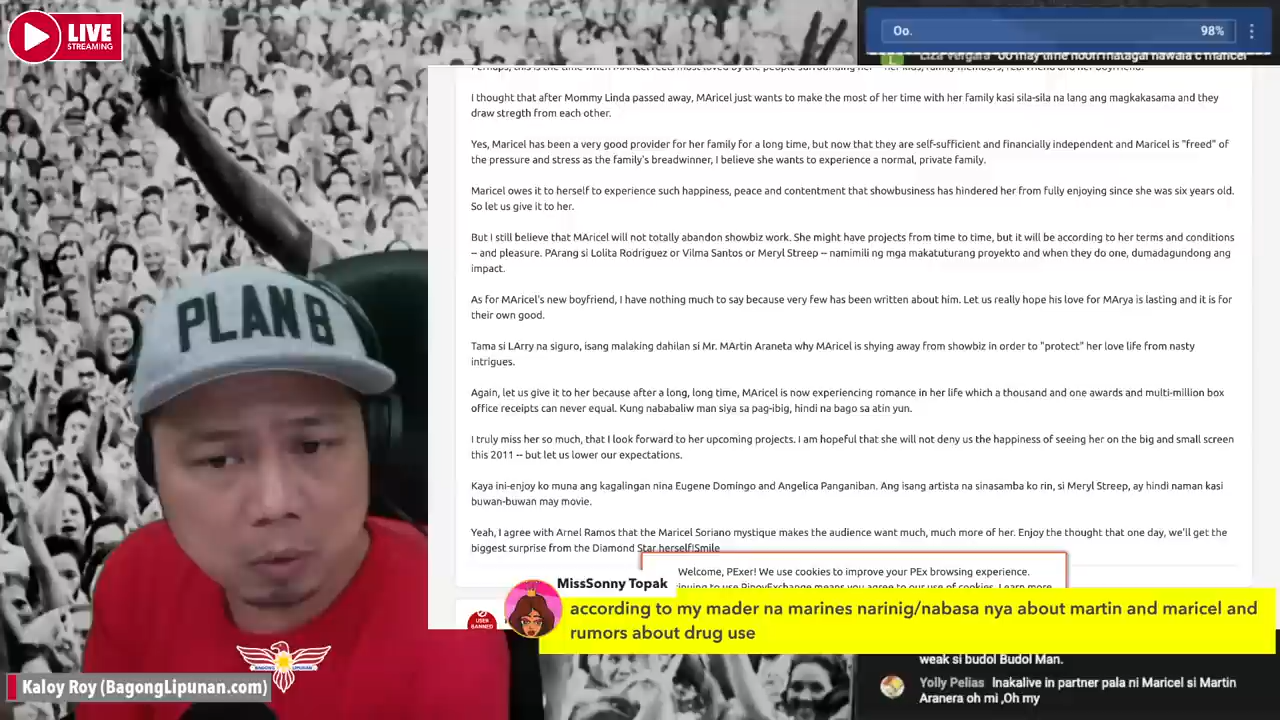 LIVE
STREAMING
Oo.
98%
Liza Vergara
I thought that after Mommy Linda passed away, MAricel just wants to make the most of her time with her family kasi sila-sila na lang ang magkakasama and they
draw stregth from each other.
Yes, Maricel has been a very good provider for her family for a long time, but now that they are self-sufficient and financially independent and Maricel is "freed" of
the pressure and stress as the family's breadwinner, I believe she wants to experience a normal, private family.
Maricel owes it to herself to experience such happiness, peace and contentment that showbusiness has hindered her from fully enjoying since she was six years old.
So let us give it to her.
But I still believe that MAricel will not totally abandon showbiz work. She might have projects from time to time, but it will be according to her terms and conditions
-- and pleasure. PArang si Lolita Rodriguez or Vilma Santos or Meryl Streep -- namimili ng mga makatuturang proyekto and when they do one, dumadagundong ang
impact.
As for MAricel's new boyfriend, I have nothing much to say because very few has been written about him. Let us really hope his love for MArya is lasting and it is for
their own good.
Tama si LArry na siguro, isang malaking dahilan si Mr. MArtin Araneta why MAricel is shying away from showbiz in order to "protect" her love life from nasty
intrigues.
Again, let us give it to her because after a long, long time, MAricel is now experiencing romance in her life which a thousand and one awards and multi-million box
office receipts can never equal. Kung nababaliw man siya sa pag-ibig, hindi na bago sa atin yun.
I truly miss her so much, that I look forward to her upcoming projects. I am hopeful that she will not deny us the happiness of seeing her on the big and small screen
this 2011 -- but let us lower our expectations.
Kaya ini-enjoy ko muna ang kagalingan nina Eugene Domingo and Angelica Panganiban. Ang isang artista na sinasamba ko rin, si Meryl Streep, ay hindi naman kasi
buwan-buwan may movie.
Yeah, I agree with Arnel Ramos that the Maricel Soriano mystique makes the audience want much, much more of her. Enjoy the thought that one day, we'll get the
biggest surprise from the Diamond Star herself!Smile
Welcome, PExer! We use cookies to improve your PEx browsing experience.
PLAN B
MissSonny Topak
according to my mader na marines narinig/nabasa nya about martin and maricel and
rumors about drug use
USER
BANNED
weak si budol Budol Man.
Yolly Pelias Inakalive in partner pala ni Maricel si Martin
Aranera oh mi ,Oh my
BAGONG LIPUNAN
Kaloy Roy (BagongLipunan.com)